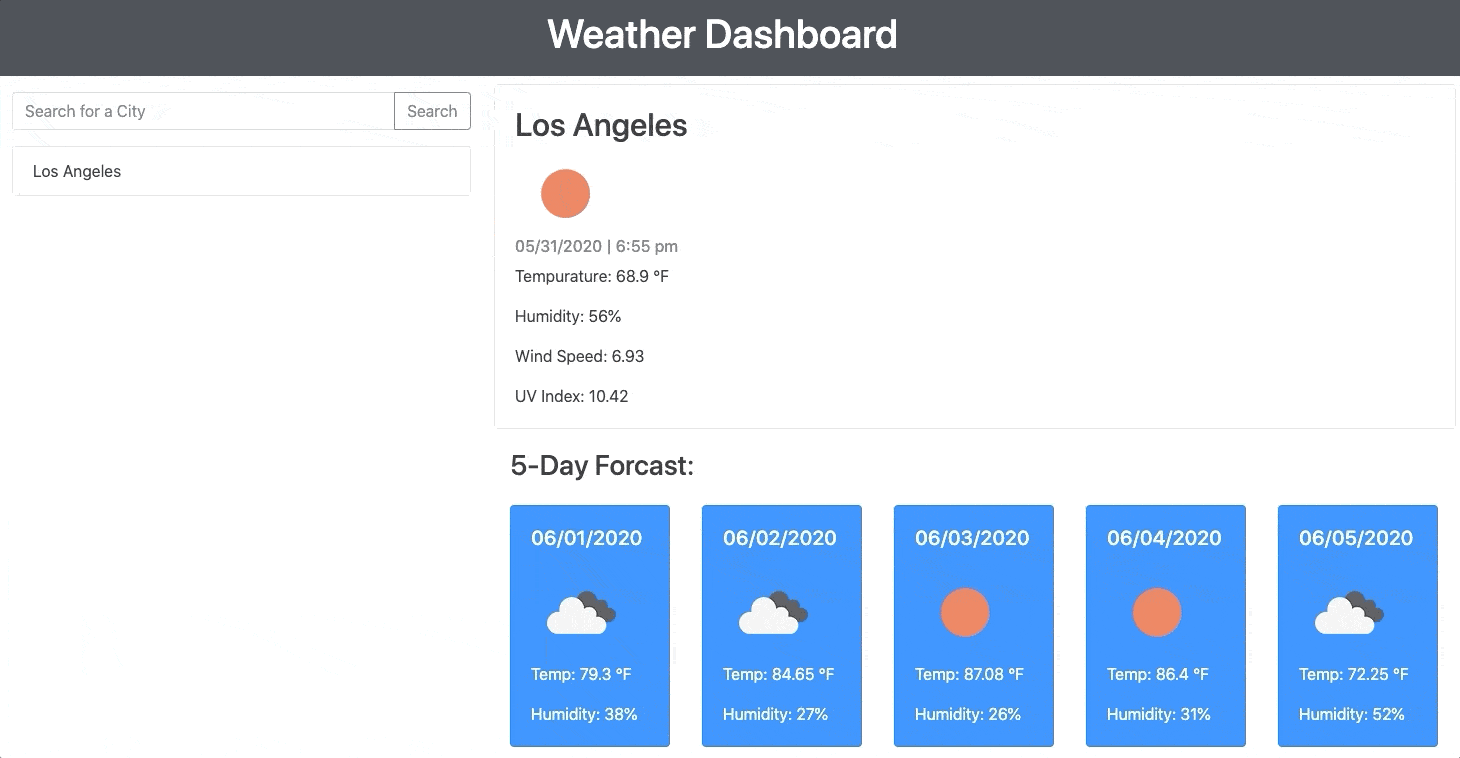 Weather Dashboard
Search for a City
Search
Los Angeles
Los Angeles
05/31/2020 | 6:55 pm
Tempurature: 68.9 °F
Humidity: 56%
Wind Speed: 6.93
UV Index: 10.42
5-Day Forcast:
06/01/2020
Temp: 79.3 °F
Humidity: 38%
06/02/2020
Temp: 84.65 °F
Humidity: 27%
06/03/2020
Temp: 87.08 °F
Humidity: 26%
06/04/2020
Temp: 86.4 °F
Humidity: 31%
06/05/2020
Temp: 72.25 °F
Humidity: 52%